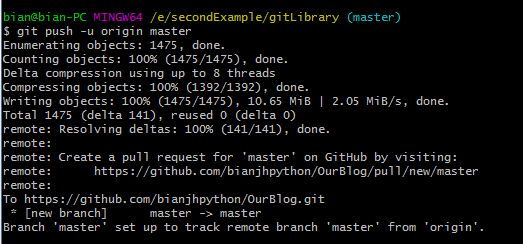 bian@bian-PC MINGW64 /e/secondExample/gitLibrary (master)
$ git push -u origin master
Enumerating objects: 1475, done.
Counting objects: 100% (1475/1475), done.
Delta compression using up to 8 threads
Compressing objects: 100% (1392/1392), done.
Writing objects: 100% (1475/1475), 10.65 MiB | 2.05 MiB/s, done.
Total 1475 (delta 141), reused 0 (delta 0)
remote: Resolving deltas: 100% (141/141), done.
remote:
remote: Create a pull request for 'master' on GitHub by visiting:
remote:      https://github.com/bianjhpython/OurBlog/pull/new/master
remote:
To https://github.com/bianjhpython/OurBlog.git
 * [new branch]      master -> master
Branch 'master' set up to track remote branch 'master' from 'origin'.